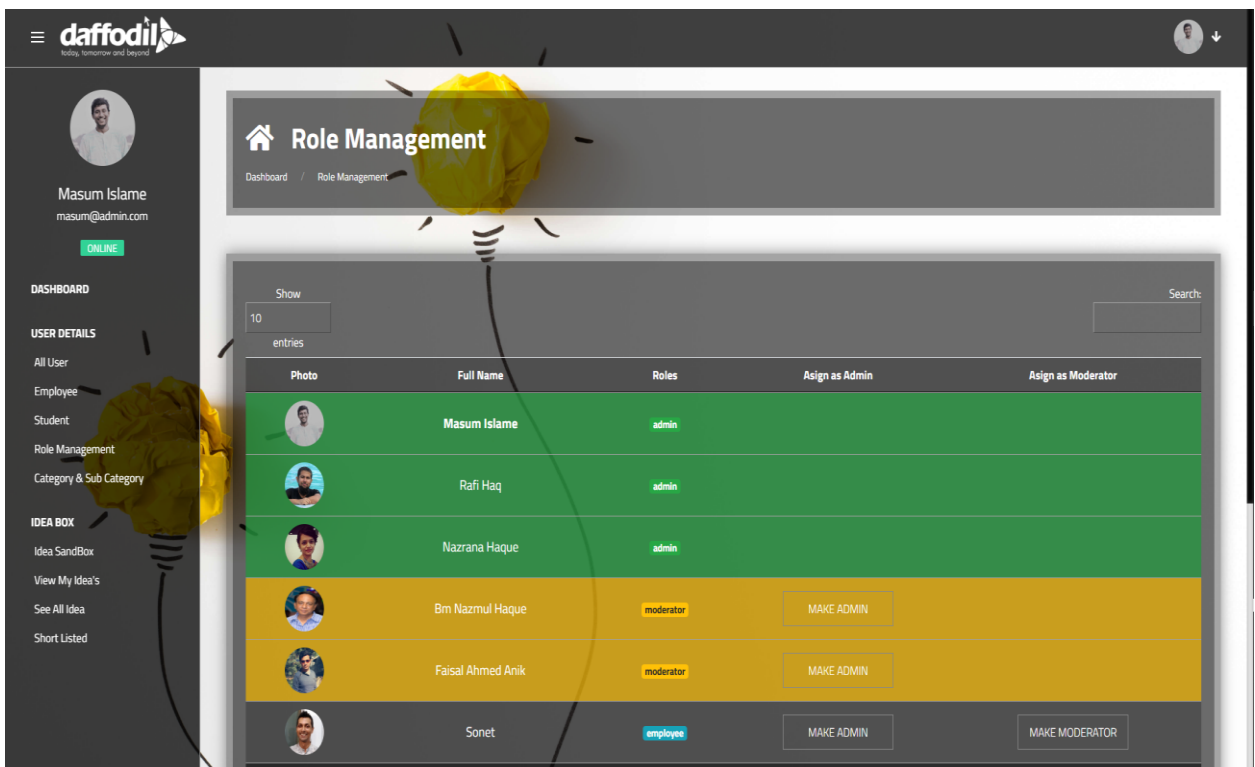 daffodil
today, tomorrow and beyond
Masum Islame
masum@admin.com
ONLINE
DASHBOARD
USER DETAILS
All User
Employee
Student
Role Management
Category & Sub Category
IDEA BOX
Idea SandBox
View My Idea's
See All Idea
Short Listed
Role Management
Dashboard / Role Management
Show
10
entries
Search:
Photo Full Name Roles Asign as Admin Asign as Moderator
Masum Islame admin
Rafi Haq admin
Nazrana Haque admin
Bm Nazmul Haque moderator MAKE ADMIN
Faisal Ahmed Anik moderator MAKE ADMIN
Sonet employee MAKE ADMIN MAKE MODERATOR